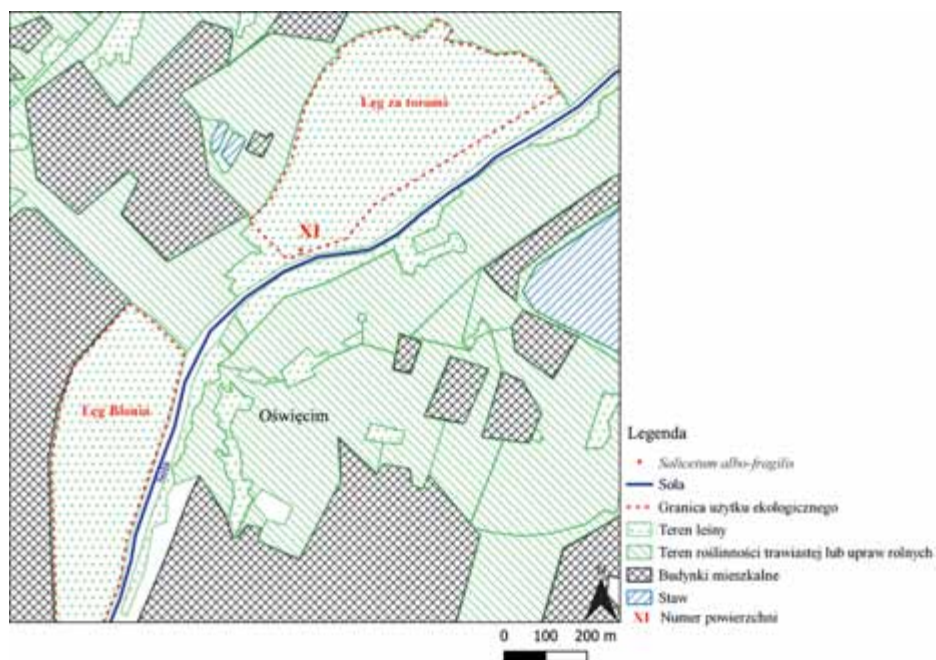 Łęg za torami
XI
Łęg Błonia
Oświęcim
Soła
Legenda
Salicetum albo-fragilis
Soła
Granica użytku ekologicznego
Teren leśny
Teren roślinności trawiastej lub upraw rolnych
Budynki mieszkalne
Staw
XI Numer powierzchni
0 100 200 m